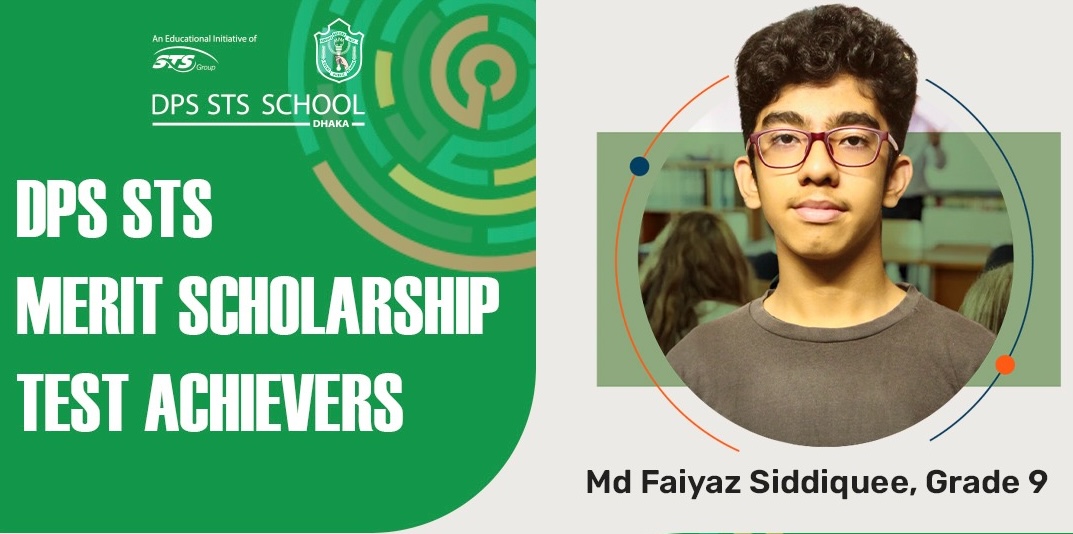 An Educational Initiative of
STS Group
DPS STS SCHOOL
DHAKA
DPS STS
MERIT SCHOLARSHIP
TEST ACHIEVERS
Md Faiyaz Siddiquee, Grade 9